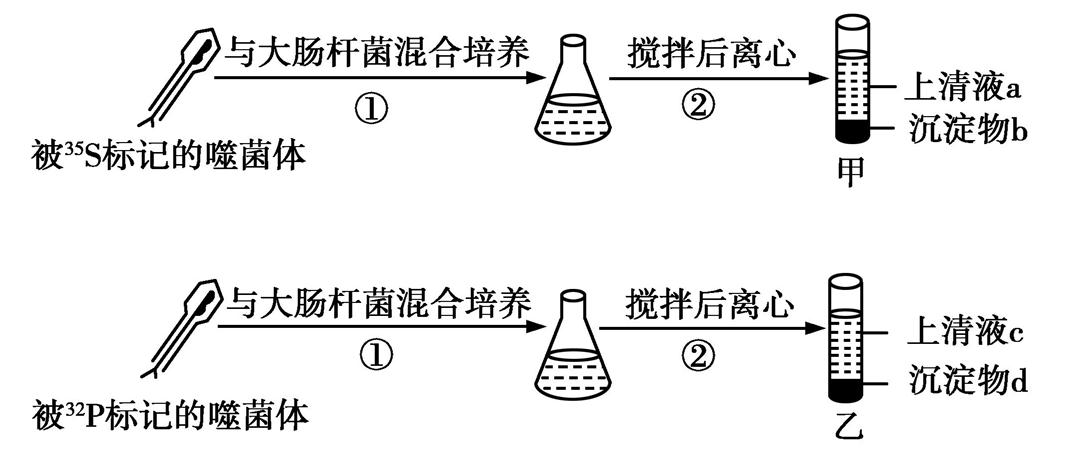 与大肠杆菌混合培养
①
搅拌后离心
②
上清液a
沉淀物b
甲
被³⁵S标记的噬菌体
与大肠杆菌混合培养
①
搅拌后离心
②
上清液c
沉淀物d
乙
被³²P标记的噬菌体